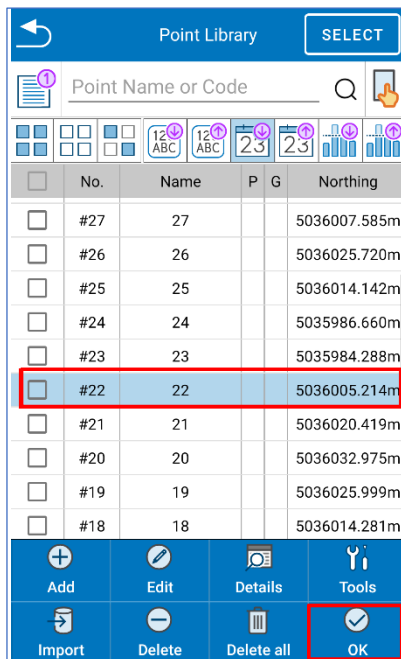 Point Library SELECT
1 Point Name or Code
12 ABC 12 ABC 23 23
No. Name P G Northing
#27 27 5036007.585m
#26 26 5036025.720m
#25 25 5036014.142m
#24 24 5035986.660m
#23 23 5035984.288m
#22 22 5036005.214m
#21 21 5036020.419m
#20 20 5036032.975m
#19 19 5036025.999m
#18 18 5036014.281m
Add Edit Details Tools
Import Delete Delete all OK